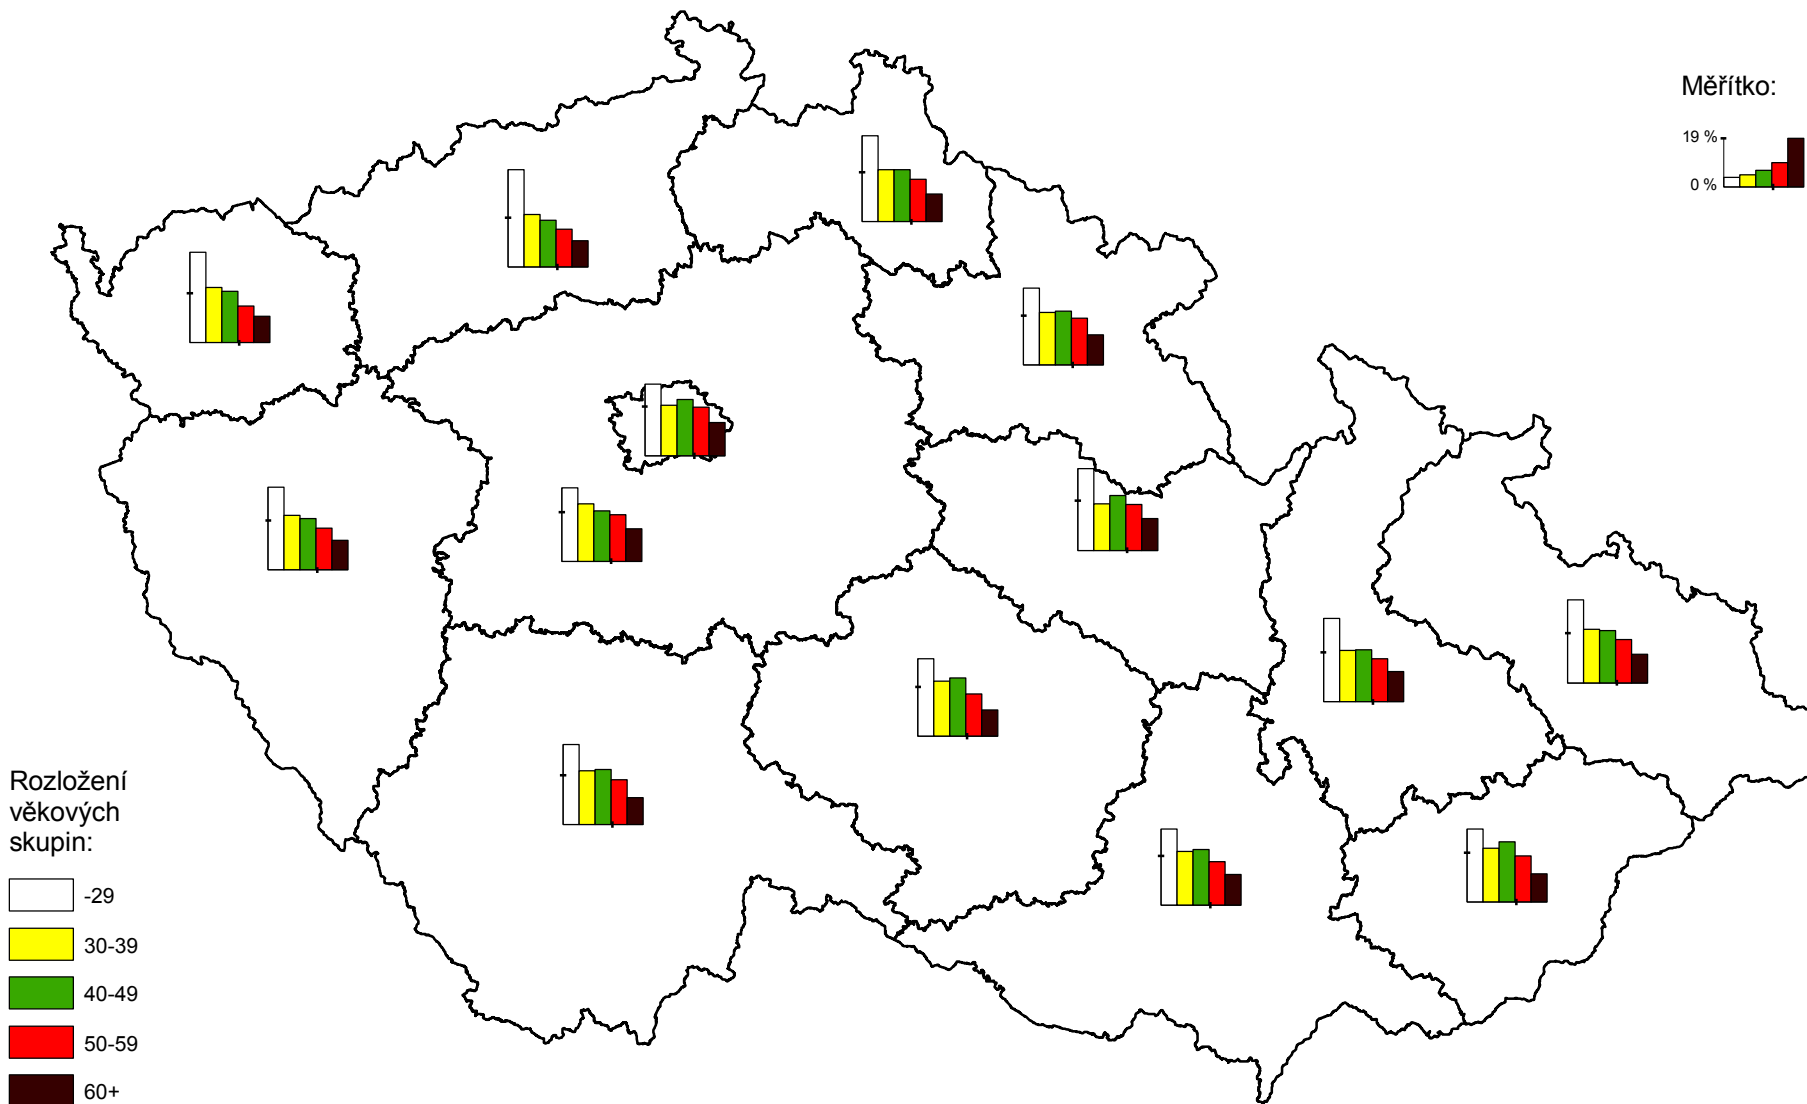 Měřítko:
19 %
0 %
Rozložení
věkových
skupin:
-29
30-39
40-49
50-59
60+